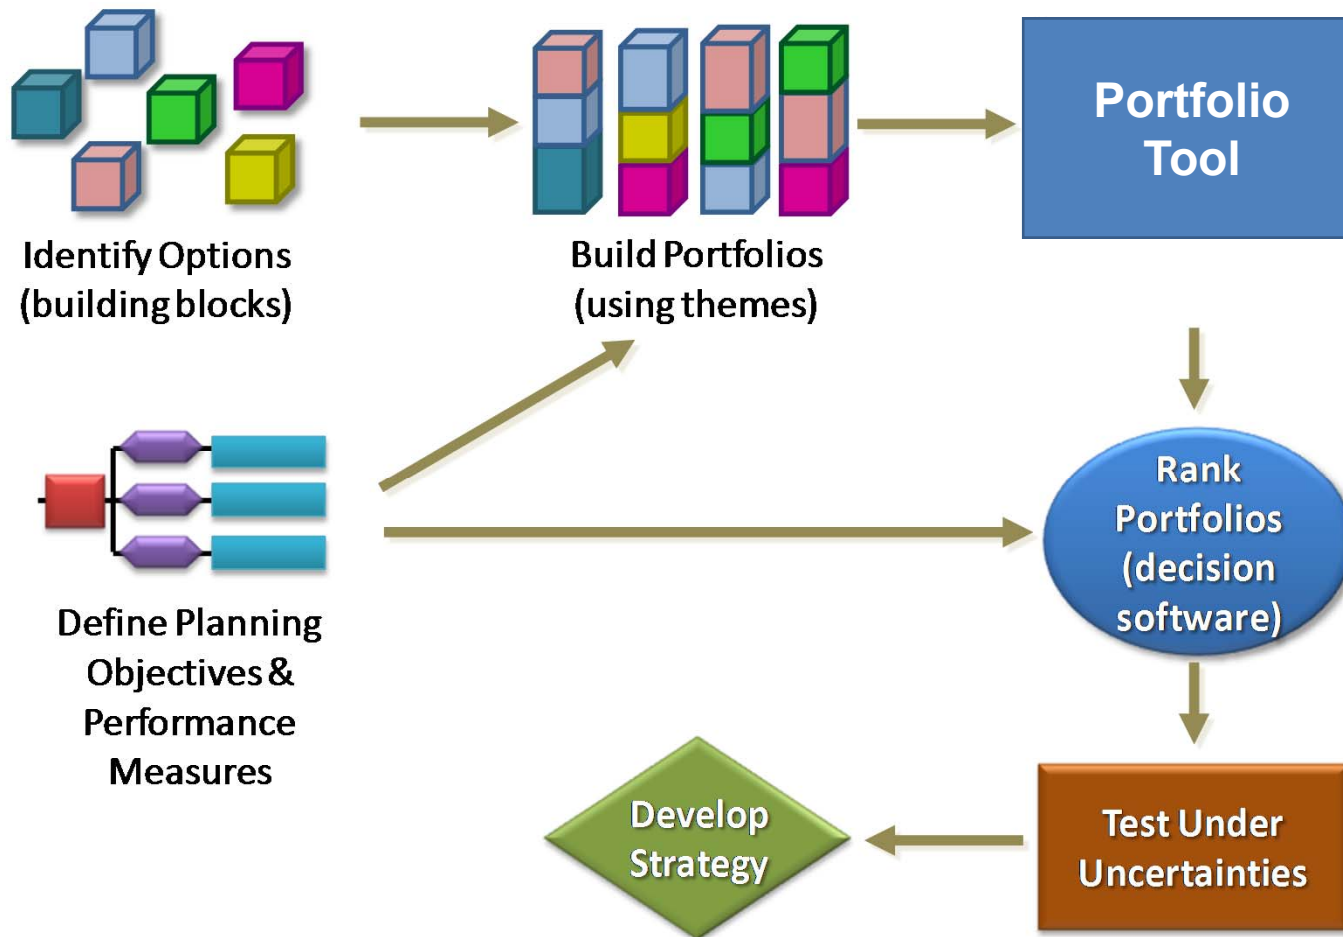 Portfolio
Tool
Identify Options
(building blocks)
Build Portfolios
(using themes)
Rank
Portfolios
(decision
software)
Define Planning
Objectives &
Performance
Measures
Develop
Strategy
Test Under
Uncertainties